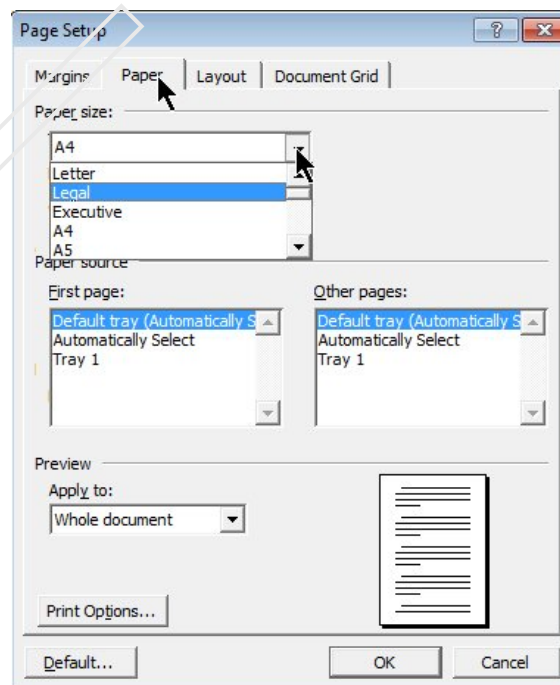 Page Setup
Margins Paper Layout Document Grid
Paper size:
A4
Letter
Legal
Executive
A4
A5
Paper source
First page: Other pages:
Default tray (Automatically S Default tray (Automatically S
Automatically Select Automatically Select
Tray 1 Tray 1
Preview
Apply to:
Whole document
Print Options...
Default... OK Cancel